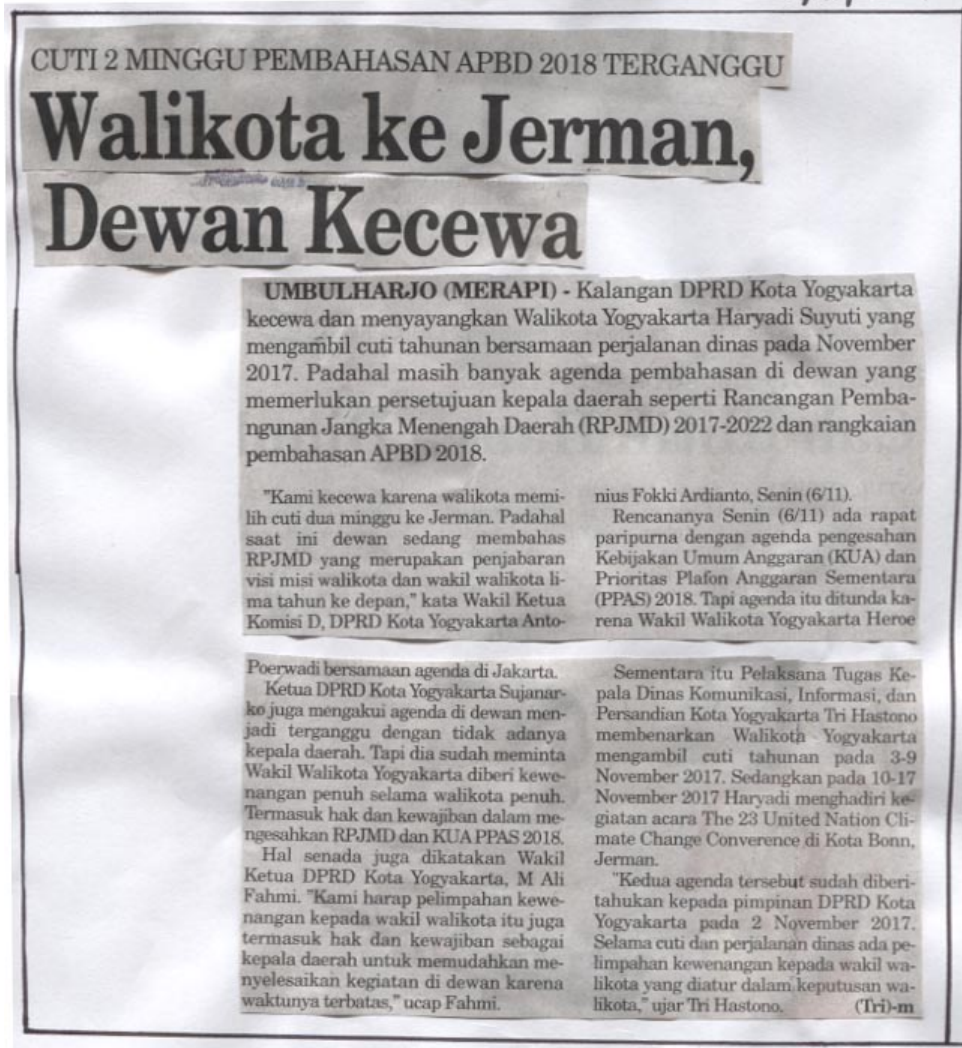 CUTI 2 MINGGU PEMBAHASAN APBD 2018 TERGANGGU
Walikota ke Jerman,
Dewan Kecewa
UMBULHARJO (MERAPI) - Kalangan DPRD Kota Yogyakarta
kecewa dan menyayangkan Walikota Yogyakarta Haryadi Suyuti yang
mengambil cuti tahunan bersamaan perjalanan dinas pada November
2017. Padahal masih banyak agenda pembahasan di dewan yang
memerlukan persetujuan kepala daerah seperti Rancangan Pemba-
ngunan Jangka Menengah Daerah (RPJMD) 2017-2022 dan rangkaian
pembahasan APBD 2018.
"Kami kecewa karena walikota memi-
lih cuti dua minggu ke Jerman. Padahal
saat ini dewan sedang membahas
RPJMD yang merupakan penjabaran
visi misi walikota dan wakil walikota li-
ma tahun ke depan," kata Wakil Ketua
Komisi D, DPRD Kota Yogyakarta Anto-
nius Fokki Ardianto, Senin (6/11).
Rencananya Senin (6/11) ada rapat
paripurna dengan agenda pengesahan
Kebijakan Umum Anggaran (KUA) dan
Prioritas Plafon Anggaran Sementara
(PPAS) 2018. Tapi agenda itu ditunda ka-
rena Wakil Walikota Yogyakarta Heroe
Poerwadi bersamaan agenda di Jakarta.
Ketua DPRD Kota Yogyakarta Sujanar-
ko juga mengakui agenda di dewan men-
jadi terganggu dengan tidak adanya
kepala daerah. Tapi dia sudah meminta
Wakil Walikota Yogyakarta diberi kewe-
nangan penuh selama walikota penuh.
Termasuk hak dan kewajiban dalam me-
ngesahkan RPJMD dan KUA PPAS 2018.
Hal senada juga dikatakan Wakil
Ketua DPRD Kota Yogyakarta, M Ali
Fahmi. "Kami harap pelimpahan kewe-
nangan kepada wakil walikota itu juga
termasuk hak dan kewajiban sebagai
kepala daerah untuk memudahkan me-
nyelesaikan kegiatan di dewan karena
waktunya terbatas," ucap Fahmi.
Sementara itu Pelaksana Tugas Ke-
pala Dinas Komunikasi, Informasi, dan
Persandian Kota Yogyakarta Tri Hastono
membenarkan Walikota Yogyakarta
mengambil cuti tahunan pada 3-9
November 2017. Sedangkan pada 10-17
November 2017 Haryadi menghadiri ke-
giatan acara The 23 United Nation Cli-
mate Change Converence di Kota Bonn,
Jerman.
"Kedua agenda tersebut sudah diberi-
tahukan kepada pimpinan DPRD Kota
Yogyakarta pada 2 November 2017.
Selama cuti dan perjalanan dinas ada pe-
limpahan kewenangan kepada wakil wa-
likota yang diatur dalam keputusan wa-
likota," ujar Tri Hastono. (Tri)-m